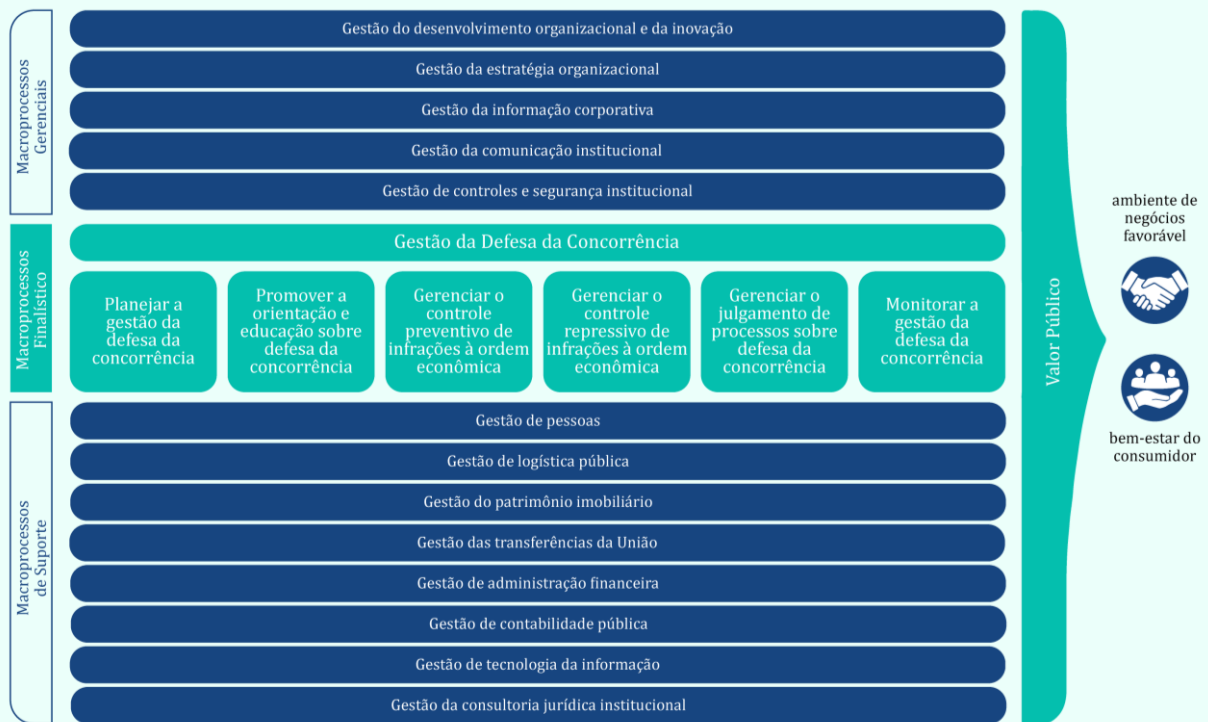 Macroprocessos
Gerenciais
Gestão do desenvolvimento organizacional e da inovação
Gestão da estratégia organizacional
Gestão da informação corporativa
Gestão da comunicação institucional
Gestão de controles e segurança institucional
Macroprocessos
Finalístico
Gestão da Defesa da Concorrência
Planejar a
gestão da
defesa da
concorrência
Promover a
orientação e
educação sobre
defesa da
concorrência
Gerenciar o
controle
preventivo de
infrações à ordem
econômica
Gerenciar o
controle
repressivo de
infrações à ordem
econômica
Gerenciar o
julgamento de
processos sobre
defesa da
concorrência
Monitorar a
gestão da
defesa da
concorrência
Macroprocessos
de Suporte
Gestão de pessoas
Gestão de logística pública
Gestão do patrimônio imobiliário
Gestão das transferências da União
Gestão de administração financeira
Gestão de contabilidade pública
Gestão de tecnologia da informação
Gestão da consultoria jurídica institucional
Valor Público
ambiente de
negócios
favorável
bem-estar do
consumidor